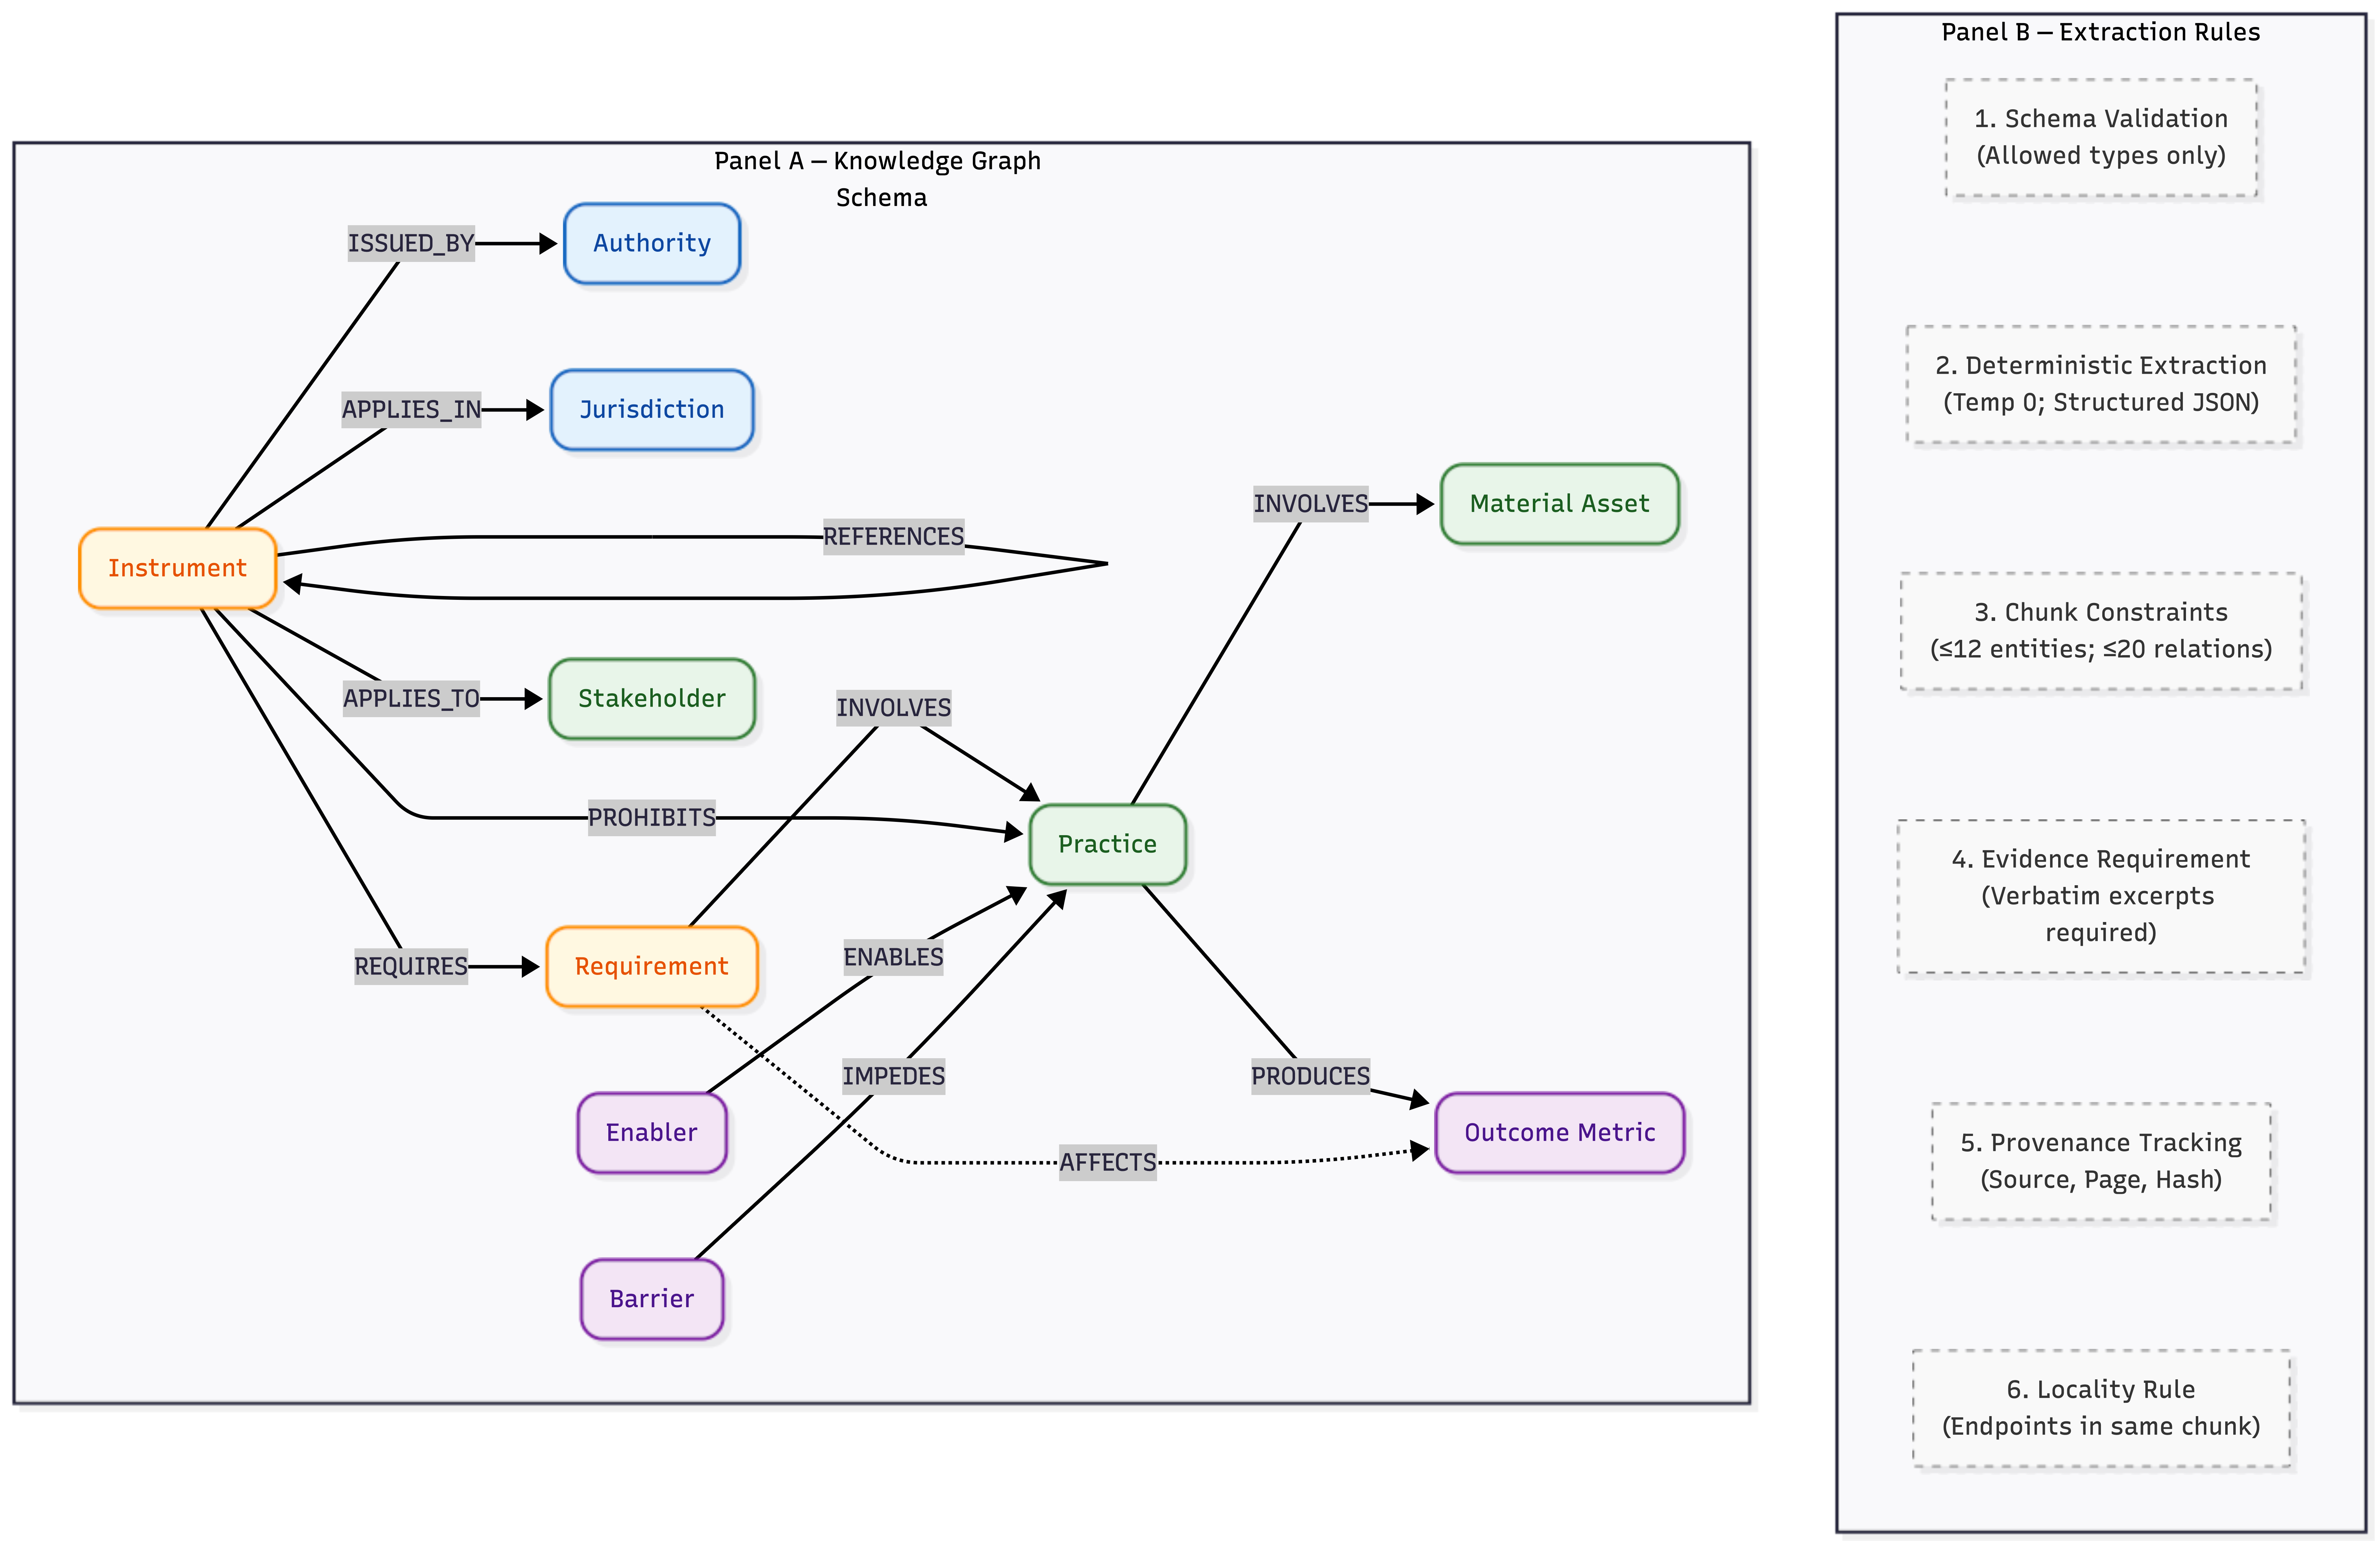 Panel A – Knowledge Graph
Schema
ISSUED_BY
Authority
APPLIES_IN
Jurisdiction
INVOLVES
Material Asset
REFERENCES
Instrument
APPLIES_TO
Stakeholder
INVOLVES
PROHIBITS
Practice
REQUIRES
Requirement
ENABLES
IMPEDES
PRODUCES
Enabler
Outcome Metric
AFFECTS
Barrier
Panel B – Extraction Rules
1. Schema Validation
(Allowed types only)
2. Deterministic Extraction
(Temp 0; Structured JSON)
3. Chunk Constraints
(≤12 entities; ≤20 relations)
4. Evidence Requirement
(Verbatim excerpts
required)
5. Provenance Tracking
(Source, Page, Hash)
6. Locality Rule
(Endpoints in same chunk)